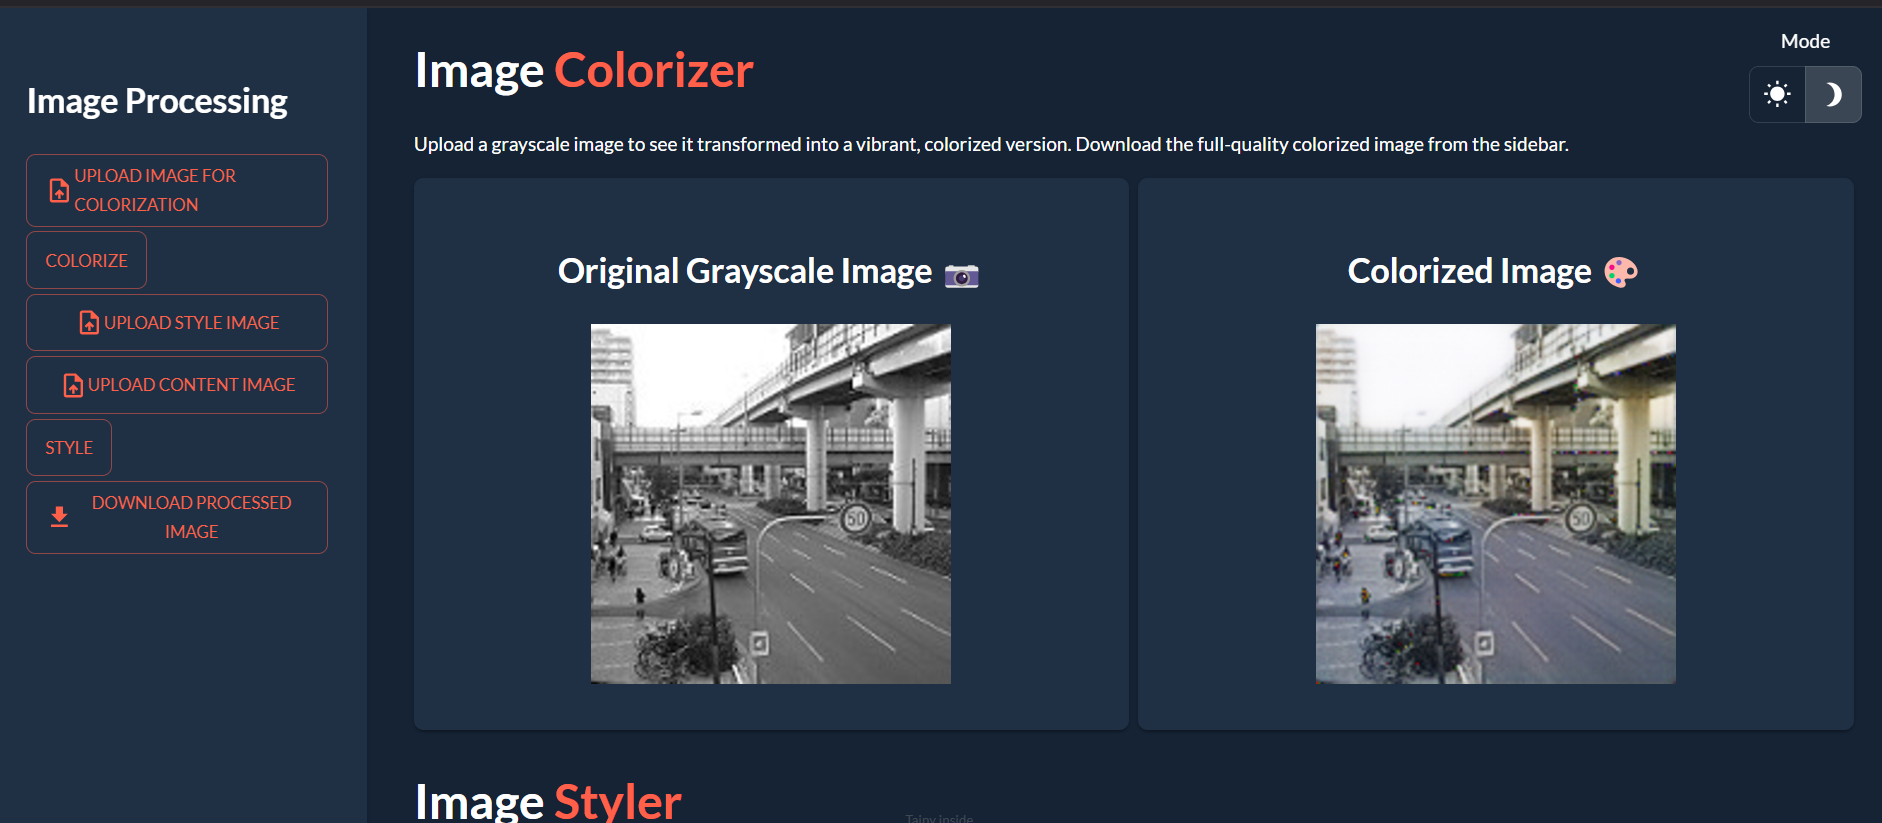 Image Processing
UPLOAD IMAGE FOR
COLORIZATION
COLORIZE
UPLOAD STYLE IMAGE
UPLOAD CONTENT IMAGE
STYLE
DOWNLOAD PROCESSED
IMAGE
Image Colorizer
Mode
Upload a grayscale image to see it transformed into a vibrant, colorized version. Download the full-quality colorized image from the sidebar.
Original Grayscale Image
50
Colorized Image
50
Image Styler
Taipy inside